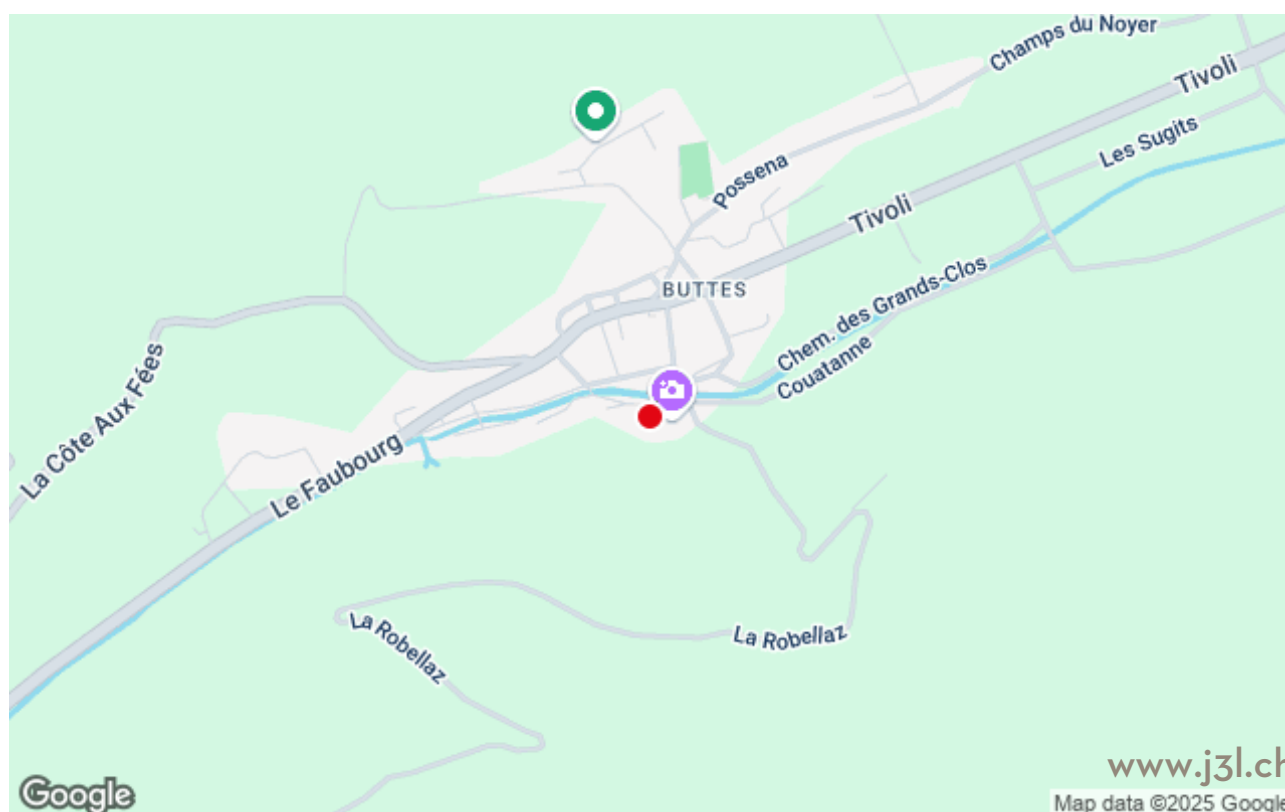 Champs du Noyer
Tivoli
Les Sugits
Possena
Tivoli
BUTTES
Chem. des Grands-Clos
Couatanne
La Côte Aux Fées
Le Faubourg
La Robellaz
La Robellaz
www.j3l.ch
Google
Map data ©2025 Google